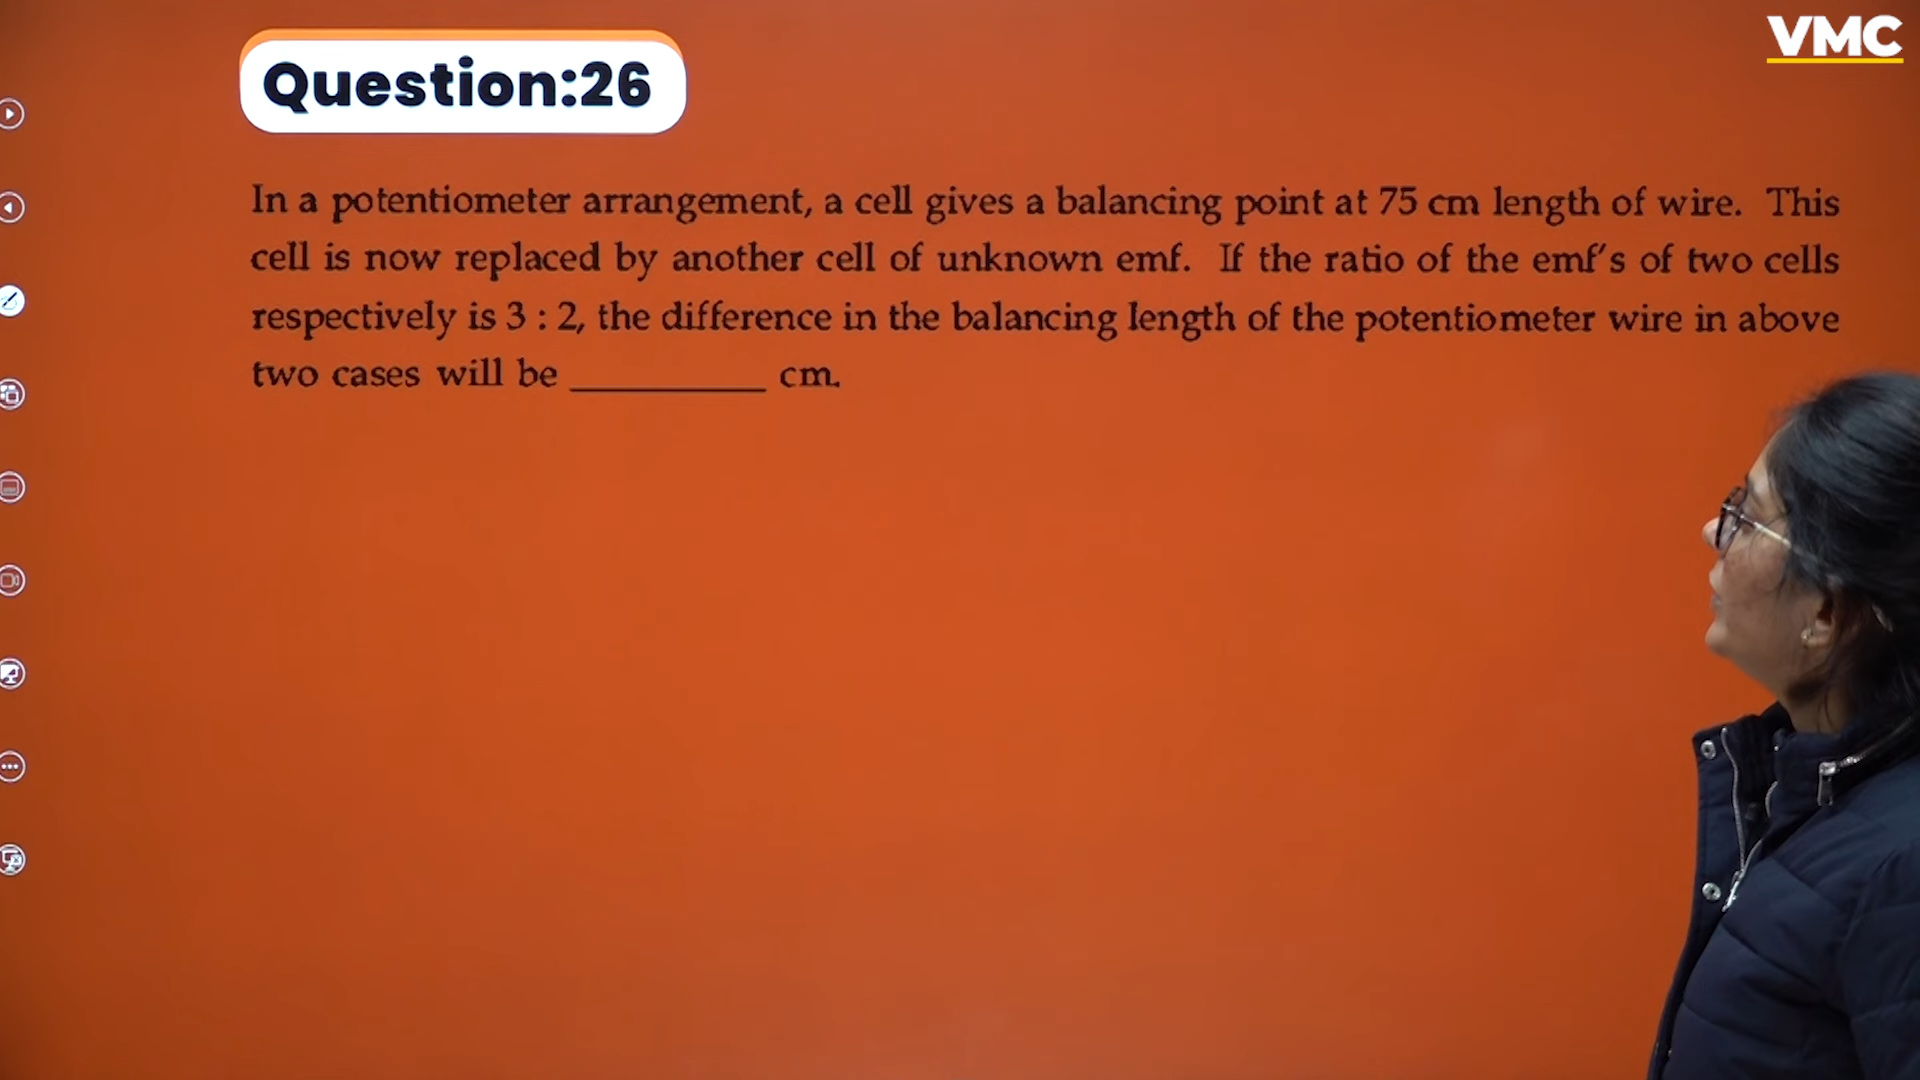 VMC
Question:26
In a potentiometer arrangement, a cell gives a balancing point at 75 cm length of wire. This
cell is now replaced by another cell of unknown emf. If the ratio of the emf's of two cells
respectively is 3 : 2, the difference in the balancing length of the potentiometer wire in above
two cases will be __________ cm.